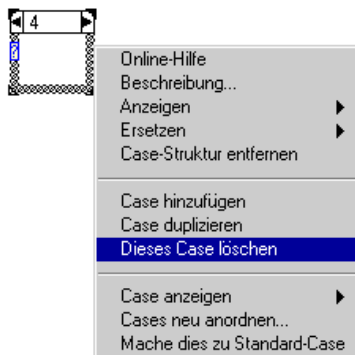 4
?
Online-Hilfe
Beschreibung...
Anzeigen
Ersetzen
Case-Struktur entfernen
Case hinzufügen
Case duplizieren
Dieses Case löschen
Case anzeigen
Cases neu anordnen...
Mache dies zu Standard-Case